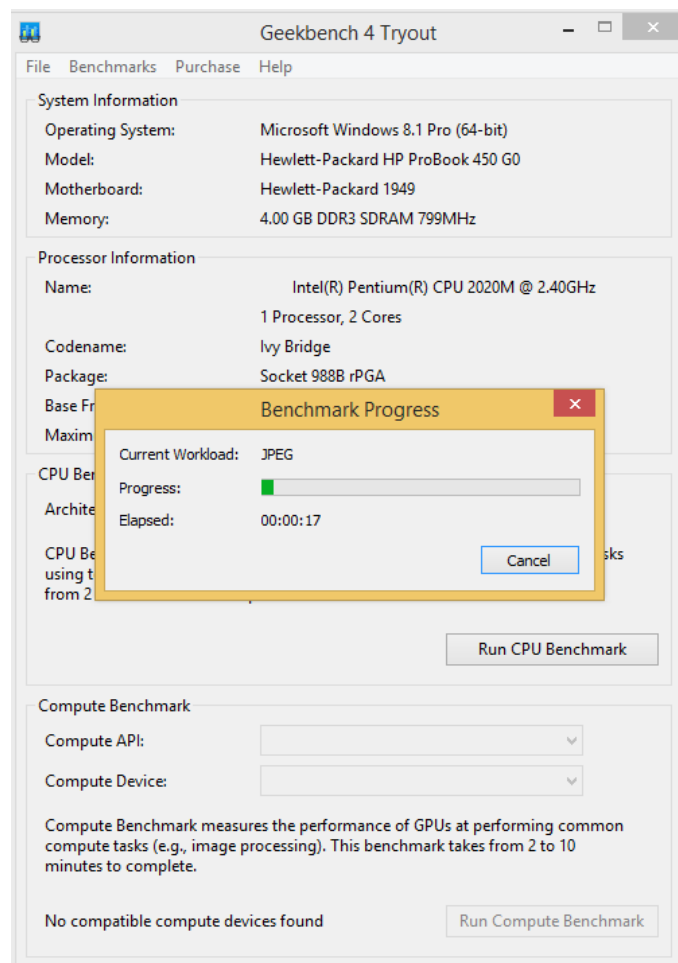 Geekbench 4 Tryout
File Benchmarks Purchase Help
System Information
Operating System: Microsoft Windows 8.1 Pro (64-bit)
Model: Hewlett-Packard HP ProBook 450 G0
Motherboard: Hewlett-Packard 1949
Memory: 4.00 GB DDR3 SDRAM 799MHz
Processor Information
Name: Intel(R) Pentium(R) CPU 2020M @ 2.40GHz
1 Processor, 2 Cores
Codename: Ivy Bridge
Package: Socket 988B rPGA
Base Fr
Maxim
Benchmark Progress
Current Workload: JPEG
Progress:
Elapsed: 00:00:17
Cancel
CPU Ber
Archite
CPU Be
using t
from 2
Run CPU Benchmark
Compute Benchmark
Compute API:
Compute Device:
Compute Benchmark measures the performance of GPUs at performing common
compute tasks (e.g., image processing). This benchmark takes from 2 to 10
minutes to complete.
No compatible compute devices found
Run Compute Benchmark